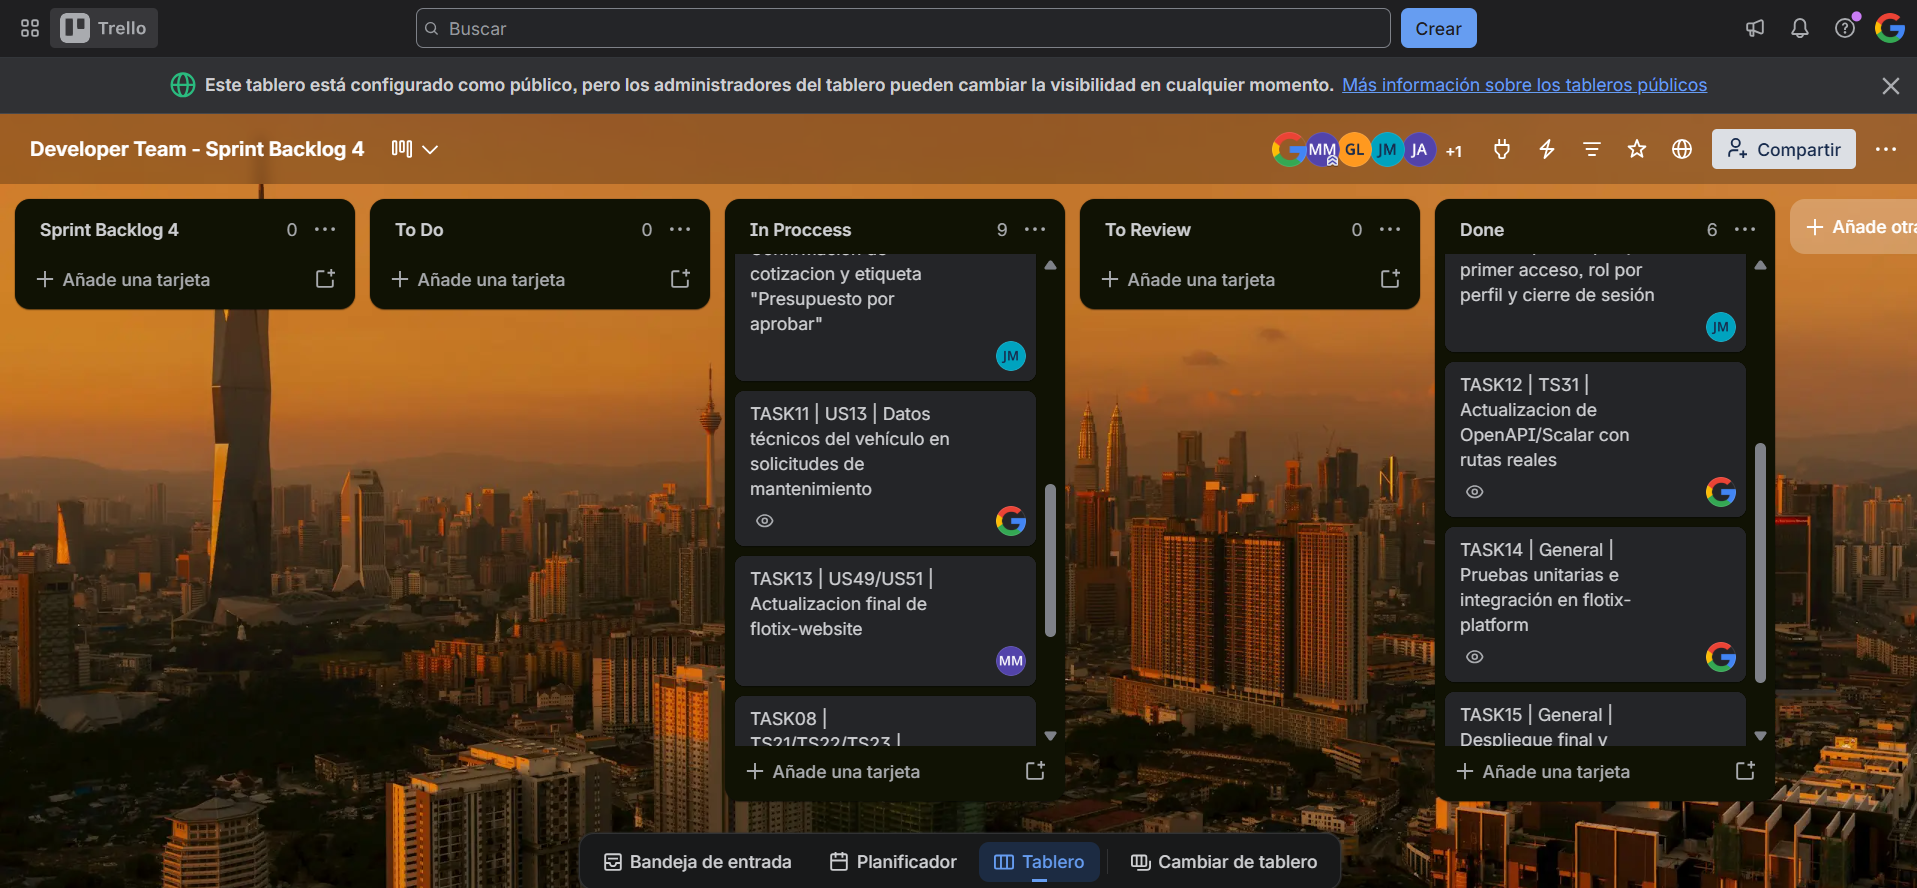 Trello
Buscar
Crear
Este tablero está configurado como público, pero los administradores del tablero pueden cambiar la visibilidad en cualquier momento. Más información sobre los tableros públicos
Developer Team - Sprint Backlog 4
MM
GL
JM
JA
+1
Compartir
Sprint Backlog 4
0
Añade una tarjeta
To Do
0
Añade una tarjeta
In Proccess
9
cotizacion y etiqueta
"Presupuesto por
aprobar"
JM
TASK11 | US13 | Datos
técnicos del vehículo en
solicitudes de
mantenimiento
TASK13 | US49/US51 |
Actualizacion final de
flotix-website
MM
TASK08 |
TS21/TS22/TS23 |
Añade una tarjeta
To Review
0
Añade una tarjeta
Done
6
primer acceso, rol por
perfil y cierre de sesión
JM
TASK12 | TS31 |
Actualizacion de
OpenAPI/Scalar con
rutas reales
TASK14 | General |
Pruebas unitarias e
integración en flotix-
platform
TASK15 | General |
Despliegue final y
Añade una tarjeta
Añade otra
Bandeja de entrada
Planificador
Tablero
Cambiar de tablero